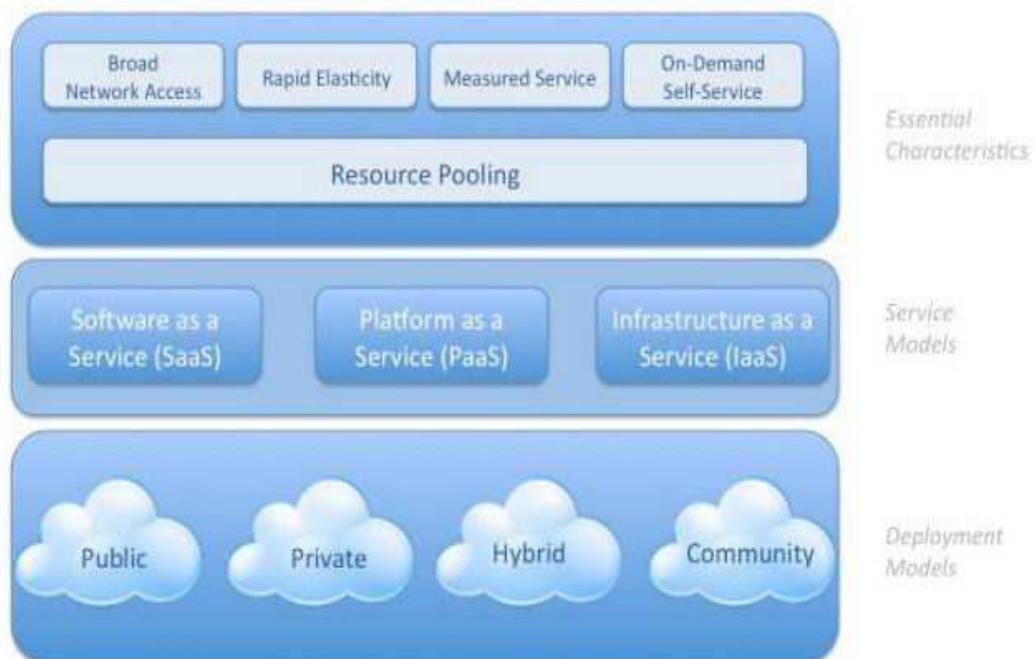 Broad
Network Access
Rapid Elasticity
Measured Service
On-Demand
Self-Service
Resource Pooling
Essential
Characteristics
Software as a
Service (SaaS)
Platform as a
Service (PaaS)
Infrastructure as a
Service (IaaS)
Service
Models
Public
Private
Hybrid
Community
Deployment
Models